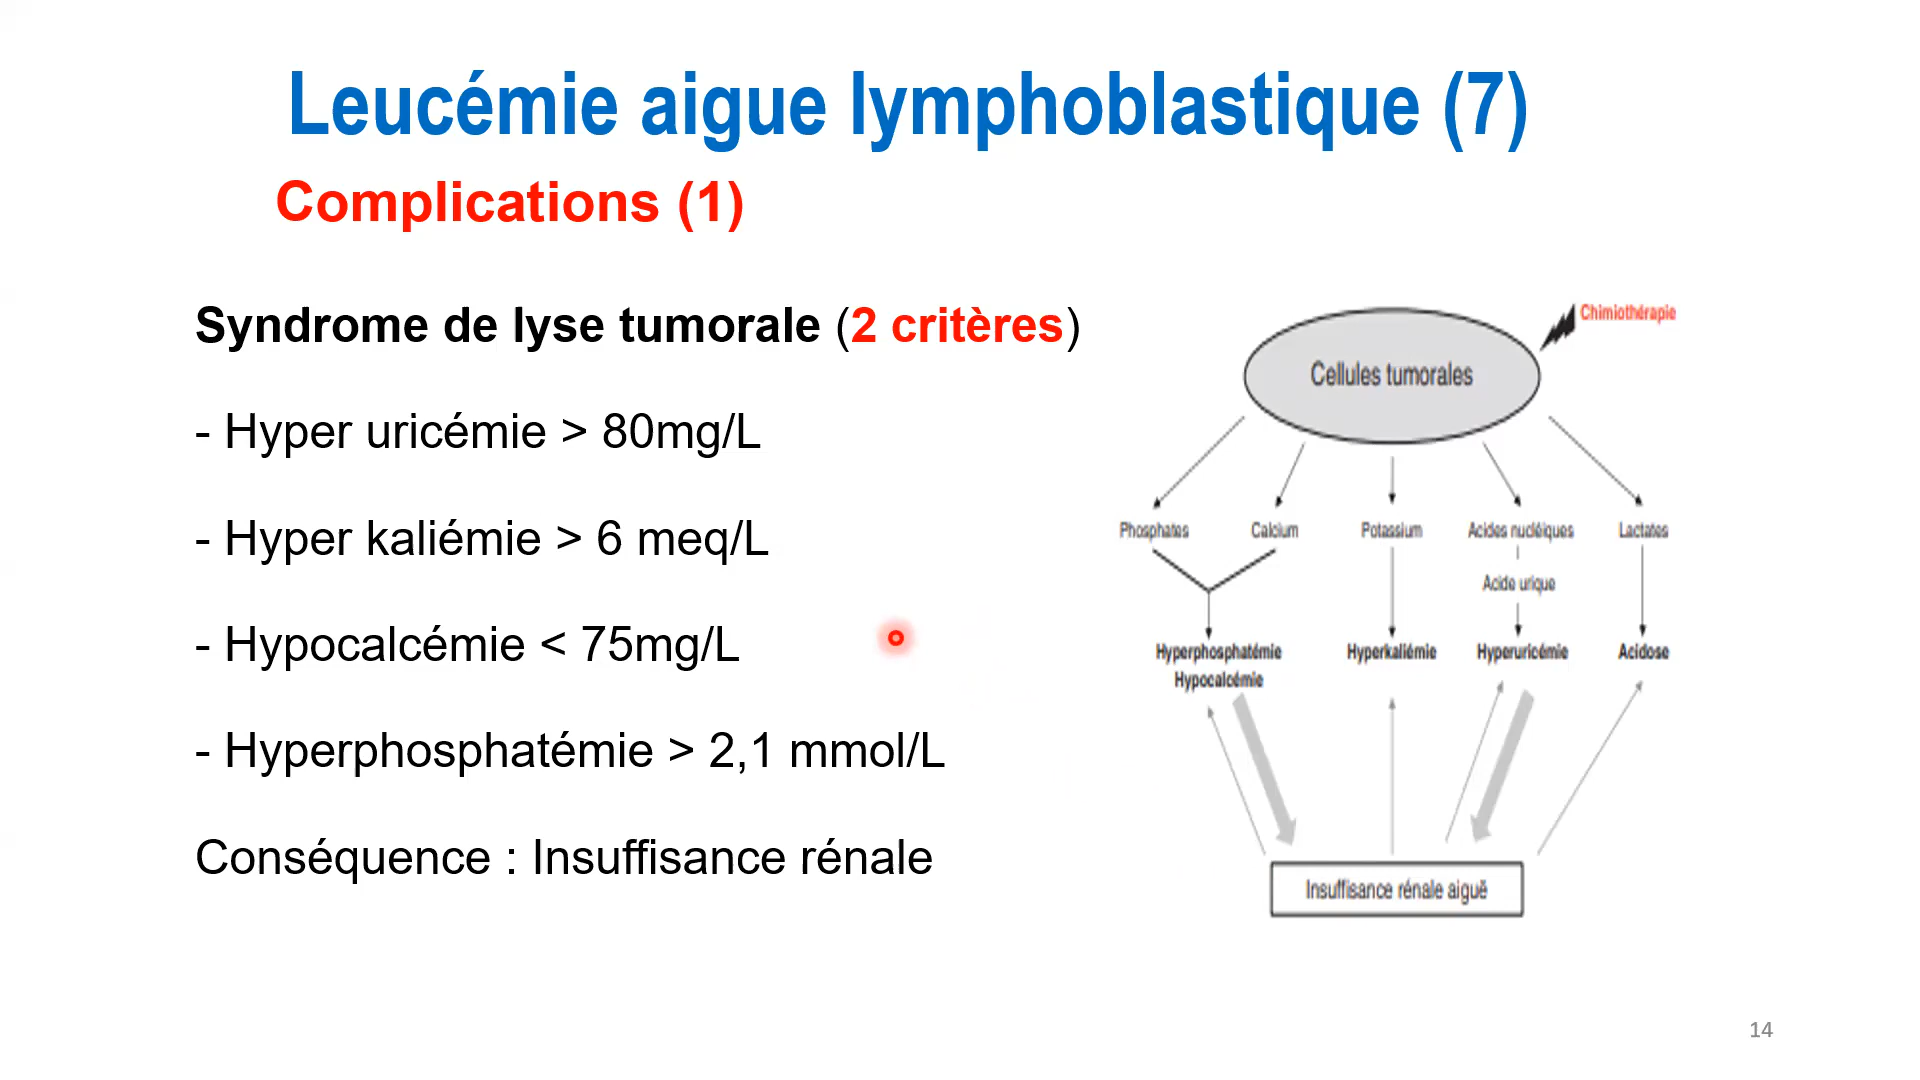 Leucémie aigue lymphoblastique (7)
Complications (1)
Syndrome de lyse tumorale (2 critères)
- Hyper uricémie > 80mg/L
- Hyper kaliémie > 6 meq/L
- Hypocalcémie < 75mg/L
- Hyperphosphatémie > 2,1 mmol/L
Conséquence : Insuffisance rénale
Chimiothérapie
Cellules tumorales
Phosphates Calcium Potassium Acides nucléiques Lactates
Acide urique
Hyperphosphatémie Hyperkaliémie Hyperuricémie Acidose
Hypocalcémie
Insuffisance rénale aiguë
14